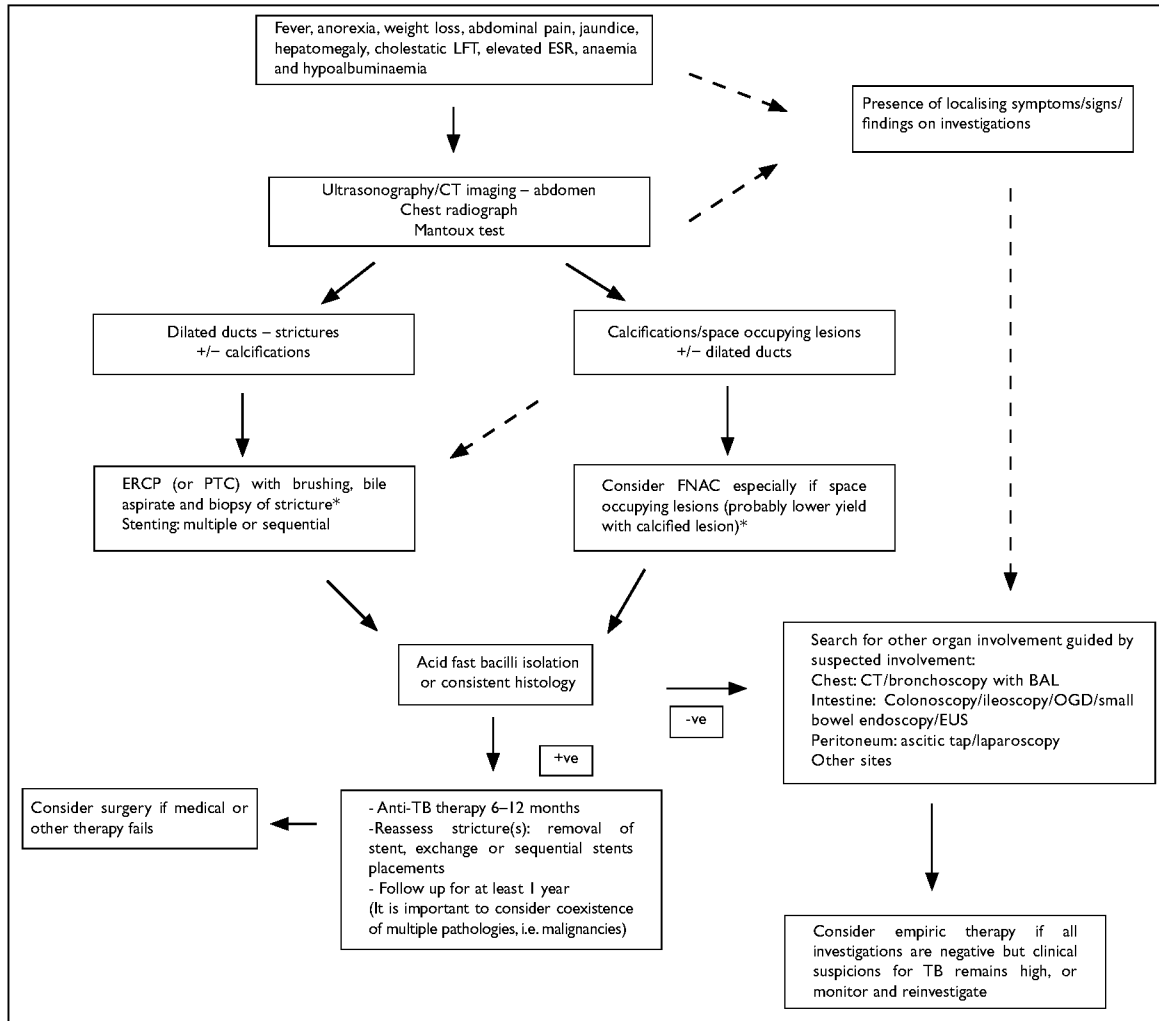 Fever, anorexia, weight loss, abdominal pain, jaundice,
hepatomegaly, cholestatic LFT, elevated ESR, anaemia
and hypoalbuminaemia
Presence of localising symptoms/signs/
findings on investigations
Ultrasonography/CT imaging – abdomen
Chest radiograph
Mantoux test
Dilated ducts – strictures
+/− calcifications
Calcifications/space occupying lesions
+/− dilated ducts
ERCP (or PTC) with brushing, bile
aspirate and biopsy of stricture*
Stenting: multiple or sequential
Consider FNAC especially if space
occupying lesions (probably lower yield
with calcified lesion)*
Acid fast bacilli isolation
or consistent histology
-ve
+ve
Search for other organ involvement guided by
suspected involvement:
Chest: CT/bronchoscopy with BAL
Intestine: Colonoscopy/ileoscopy/OGD/small
bowel endoscopy/EUS
Peritoneum: ascitic tap/laparoscopy
Other sites
Consider surgery if medical or
other therapy fails
- Anti-TB therapy 6–12 months
-Reassess stricture(s): removal of
stent, exchange or sequential stents
placements
- Follow up for at least 1 year
(It is important to consider coexistence
of multiple pathologies, i.e. malignancies)
Consider empiric therapy if all
investigations are negative but clinical
suspicions for TB remains high, or
monitor and reinvestigate